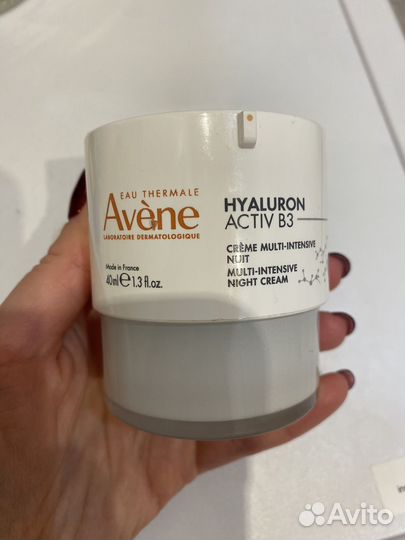 EAU THERMALE
Avène
LABORATOIRE DERMATOLOGIQUE
HYALURON
ACTIV B3
CRÈME MULTI-INTENSIVE
NUIT
MULTI-INTENSIVE
NIGHT CREAM
Made in France
40ml e 1.3 fl.oz.
Avito